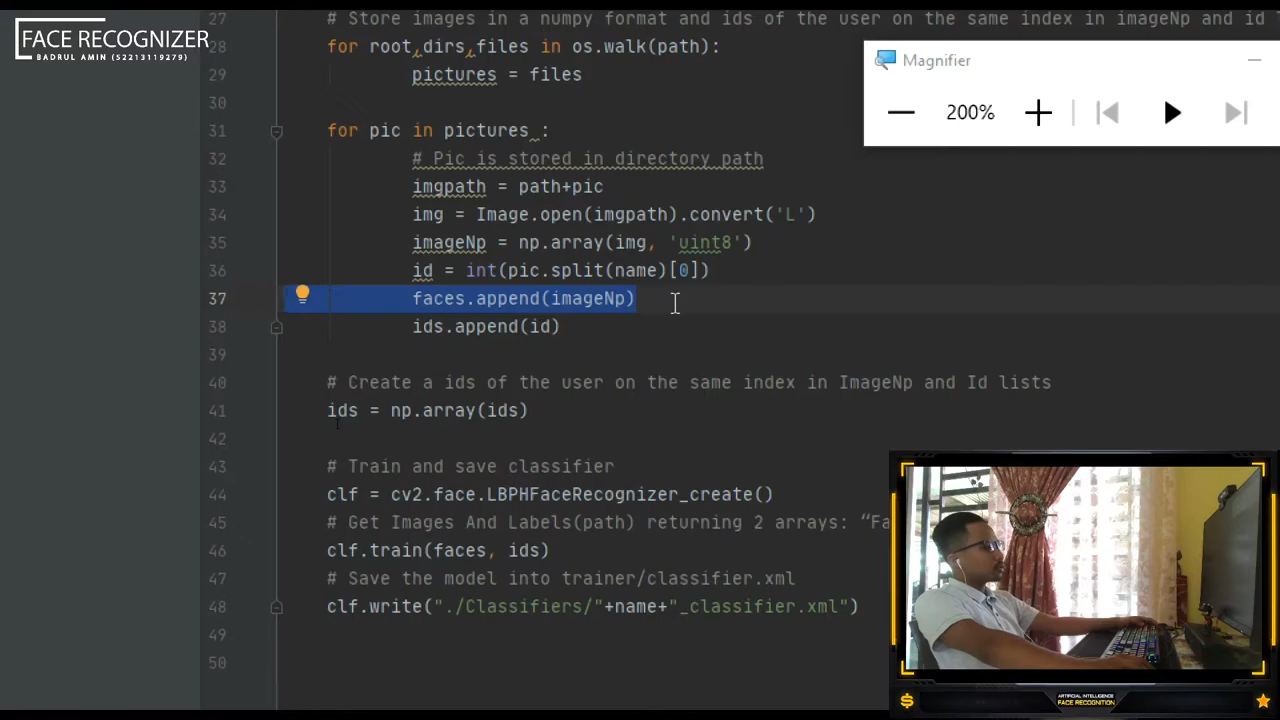 FACE RECOGNIZER
BADRUL AMIN (52213119279)
27 # Store images in a numpy format and ids of the user on the same index in imageNp and id
28 for root,dirs,files in os.walk(path):
29 pictures = files
30
31 for pic in pictures :
32 # Pic is stored in directory path
33 imgpath = path+pic
34 img = Image.open(imgpath).convert('L')
35 imageNp = np.array(img, 'uint8')
36 id = int(pic.split(name)[0])
37 faces.append(imageNp)
38 ids.append(id)
39
40 # Create a ids of the user on the same index in ImageNp and Id lists
41 ids = np.array(ids)
42
43 # Train and save classifier
44 clf = cv2.face.LBPHFaceRecognizer_create()
45 # Get Images And Labels(path) returning 2 arrays: “Fa
46 clf.train(faces, ids)
47 # Save the model into trainer/classifier.xml
48 clf.write("./Classifiers/"+name+"_classifier.xml")
49
50
Magnifier
200%
ARTIFICIAL INTELLIGENCE
FACE RECOGNITION